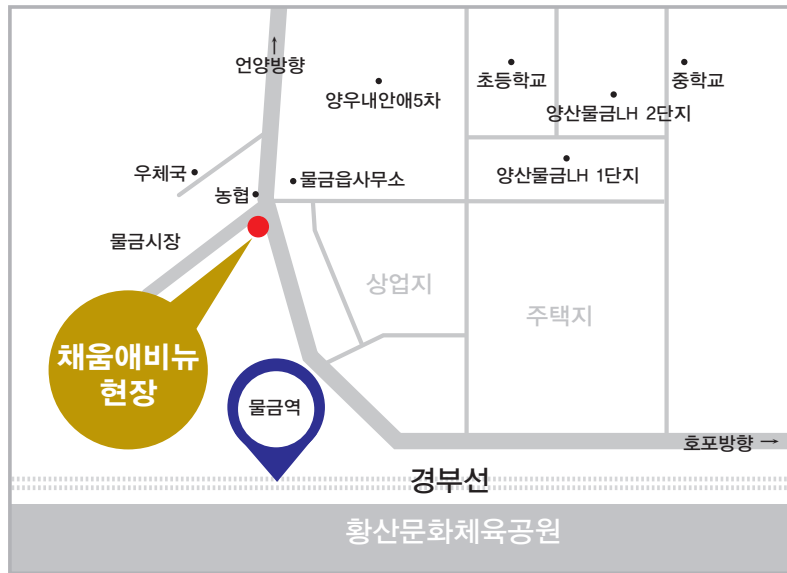 ↑
언양방향
초등학교
중학교
양우내안애5차
양산물금LH 2단지
우체국
농협
물금읍사무소
양산물금LH 1단지
물금시장
상업지
주택지
채움애비뉴
현장
물금역
호포방향 →
경부선
황산문화체육공원